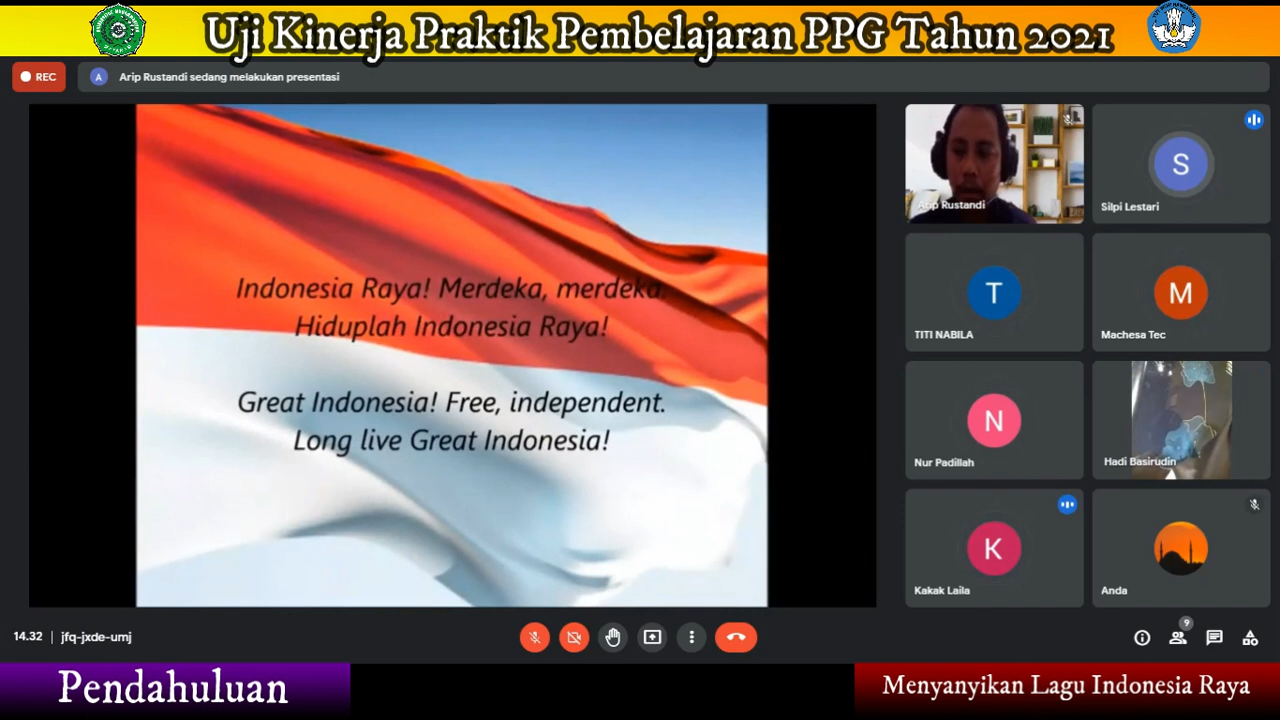 Uji Kinerja Praktik Pembelajaran PPG Tahun 2021
REC
A
Arip Rustandi sedang melakukan presentasi
Indonesia Raya! Merdeka, merdeka.
Hiduplah Indonesia Raya!
Great Indonesia! Free, independent.
Long live Great Indonesia!
Arip Rustandi
S
Silpi Lestari
T
TITI NABILA
M
Machesa Tec
N
Nur Padillah
Hadi Basirudin
K
Kakak Laila
Anda
14.32 | jfq-jxde-umj
9
Pendahuluan
Menyanyikan Lagu Indonesia Raya